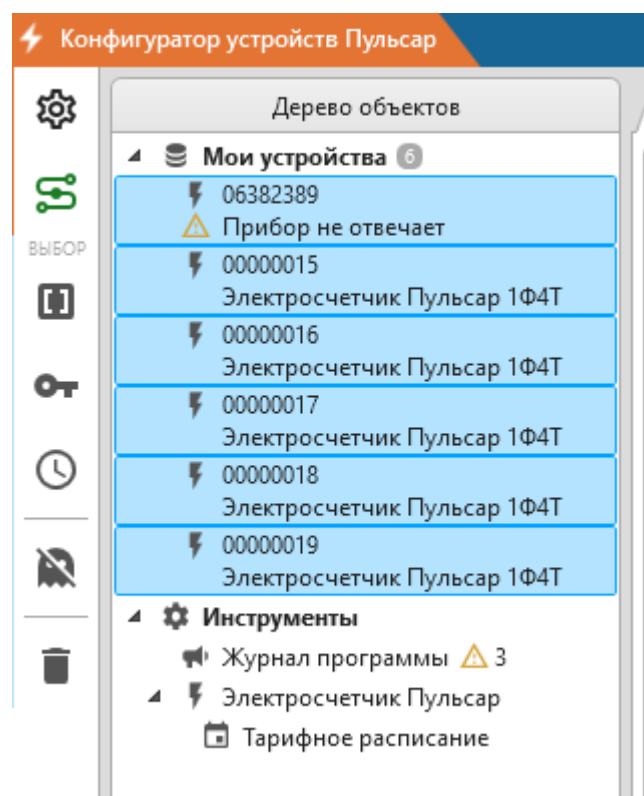 Конфигуратор устройств Пульсар
Дерево объектов
Мои устройства 6
06382389
Прибор не отвечает
ВЫБОР
00000015
Электросчетчик Пульсар 1Ф4Т
00000016
Электросчетчик Пульсар 1Ф4Т
00000017
Электросчетчик Пульсар 1Ф4Т
00000018
Электросчетчик Пульсар 1Ф4Т
00000019
Электросчетчик Пульсар 1Ф4Т
Инструменты
Журнал программы 3
Электросчетчик Пульсар
Тарифное расписание